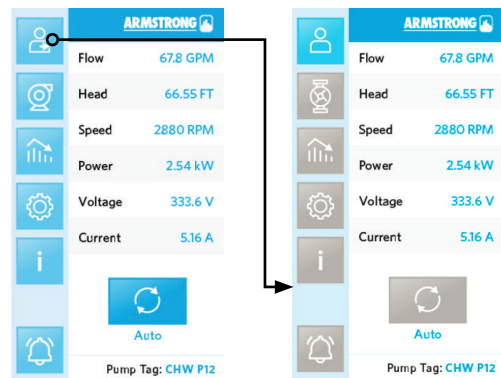 ARMSTRONG
Flow 67.8 GPM
Head 66.55 FT
Speed 2880 RPM
Power 2.54 kW
Voltage 333.6 V
Current 5.16 A
i
Auto
Pump Tag: CHW P12
ARMSTRONG
Flow 67.8 GPM
Head 66.55 FT
Speed 2880 RPM
Power 2.54 kW
Voltage 333.6 V
Current 5.16 A
i
Auto
Pump Tag: CHW P12